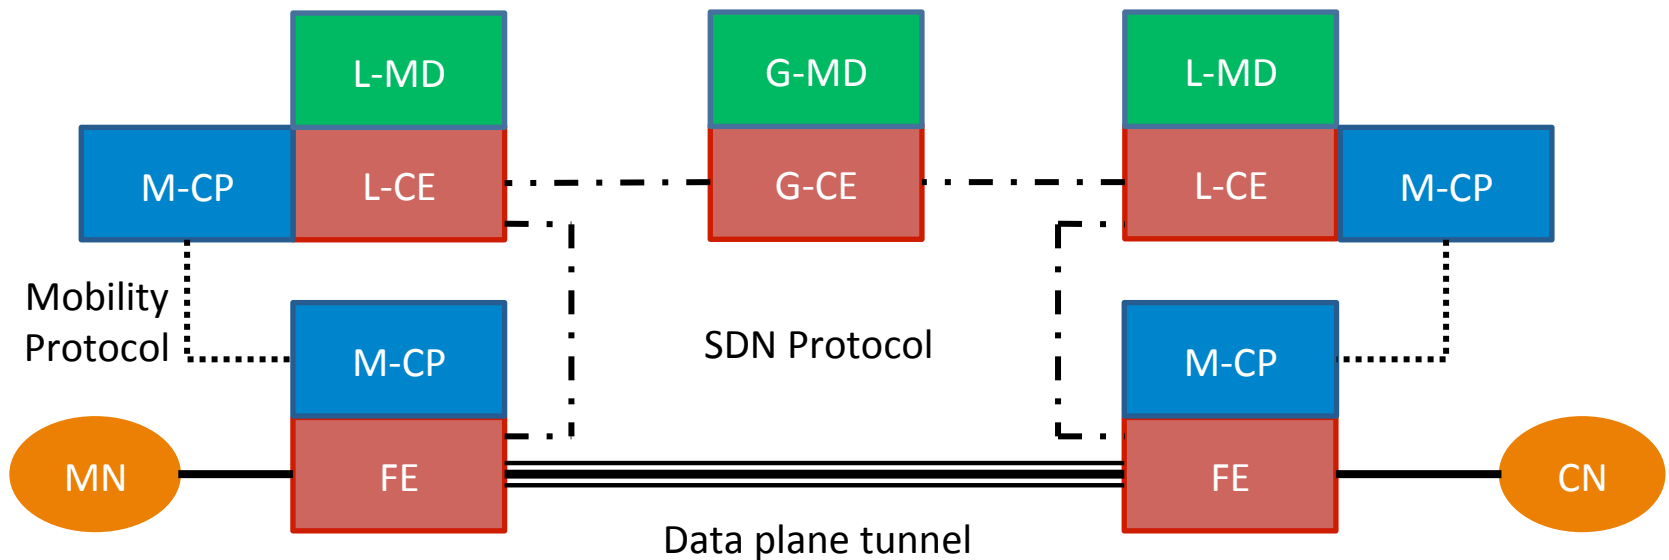 L-MD
G-MD
L-MD
M-CP
L-CE
G-CE
L-CE
M-CP
Mobility
Protocol
M-CP
SDN Protocol
M-CP
MN
FE
FE
CN
Data plane tunnel